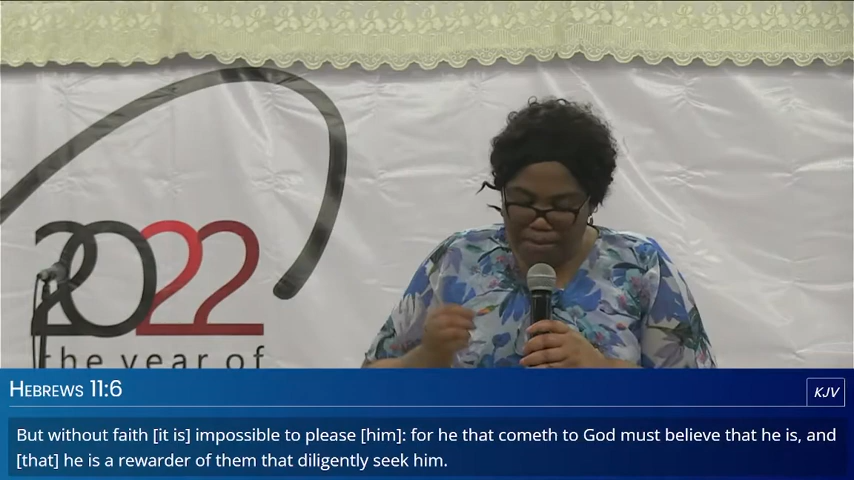 2022
the year of
HEBREWS 11:6
KJV
But without faith [it is] impossible to please [him]: for he that cometh to God must believe that he is, and
[that] he is a rewarder of them that diligently seek him.